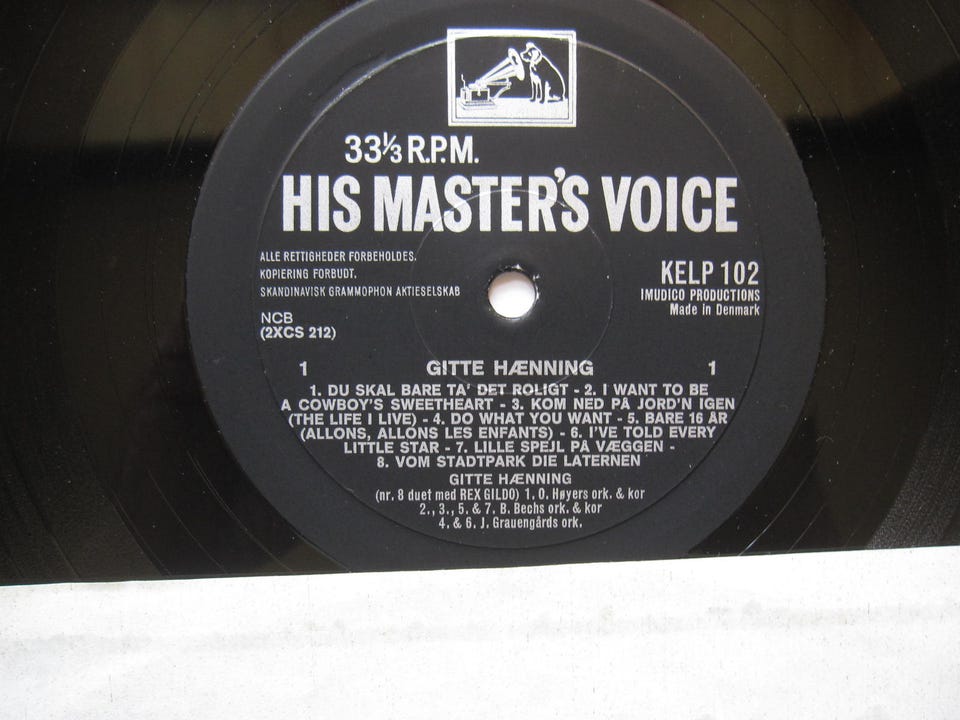 33⅓ R.P.M.
HIS MASTER'S VOICE
ALLE RETTIGHEDER FORBEHOLDES.
KOPIERING FORBUDT.
SKANDINAVISK GRAMMOPHON AKTIESELSKAB
KELP 102
IMUDICO PRODUCTIONS
Made in Denmark
NCB
(2XCS 212)
1 GITTE HÆNNING 1
1. DU SKAL BARE TA' DET ROLIGT - 2. I WANT TO BE
A COWBOY'S SWEETHEART - 3. KOM NED PÅ JORD'N IGEN
(THE LIFE I LIVE) - 4. DO WHAT YOU WANT - 5. BARE 16 ÅR
(ALLONS, ALLONS LES ENFANTS) - 6. I'VE TOLD EVERY
LITTLE STAR - 7. LILLE SPEJL PÅ VÆGGEN -
8. VOM STADTPARK DIE LATERNEN
GITTE HÆNNING
(nr. 8 duet med REX GILDO) 1. O. Høyers ork. & kor
2., 3., 5. & 7. B. Bechs ork. & kor
4. & 6. J. Grauengårds ork.